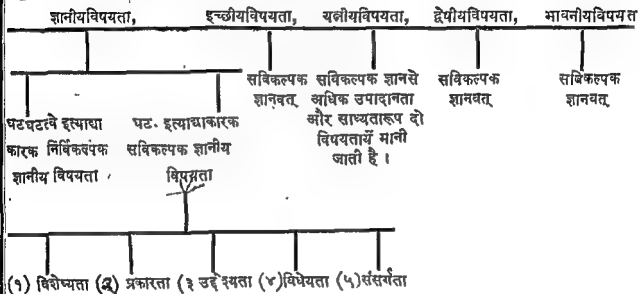 ज्ञानीयविषयता, इच्छीयविषयता, यत्नीयविषयता, द्वेषीयविषयता, भावनीयविषयत
सविकल्पक सविकल्पक ज्ञानसे सविकल्पक सविकल्पक
ज्ञानवत् अधिक उपादानता ज्ञानवत् ज्ञानवत्
घटघटत्वे इत्याद्या घट. इत्याद्याकारक और साध्यतारूप दो
कारक निर्विकल्पक सविकल्पक ज्ञानीय विषयतायें मानी
ज्ञानीय विषयता विषयता जाती है ।
(१) विशेष्यता (२) प्रकारता (३ उद्देश्यता (४) विधेयता (५) संसर्गता